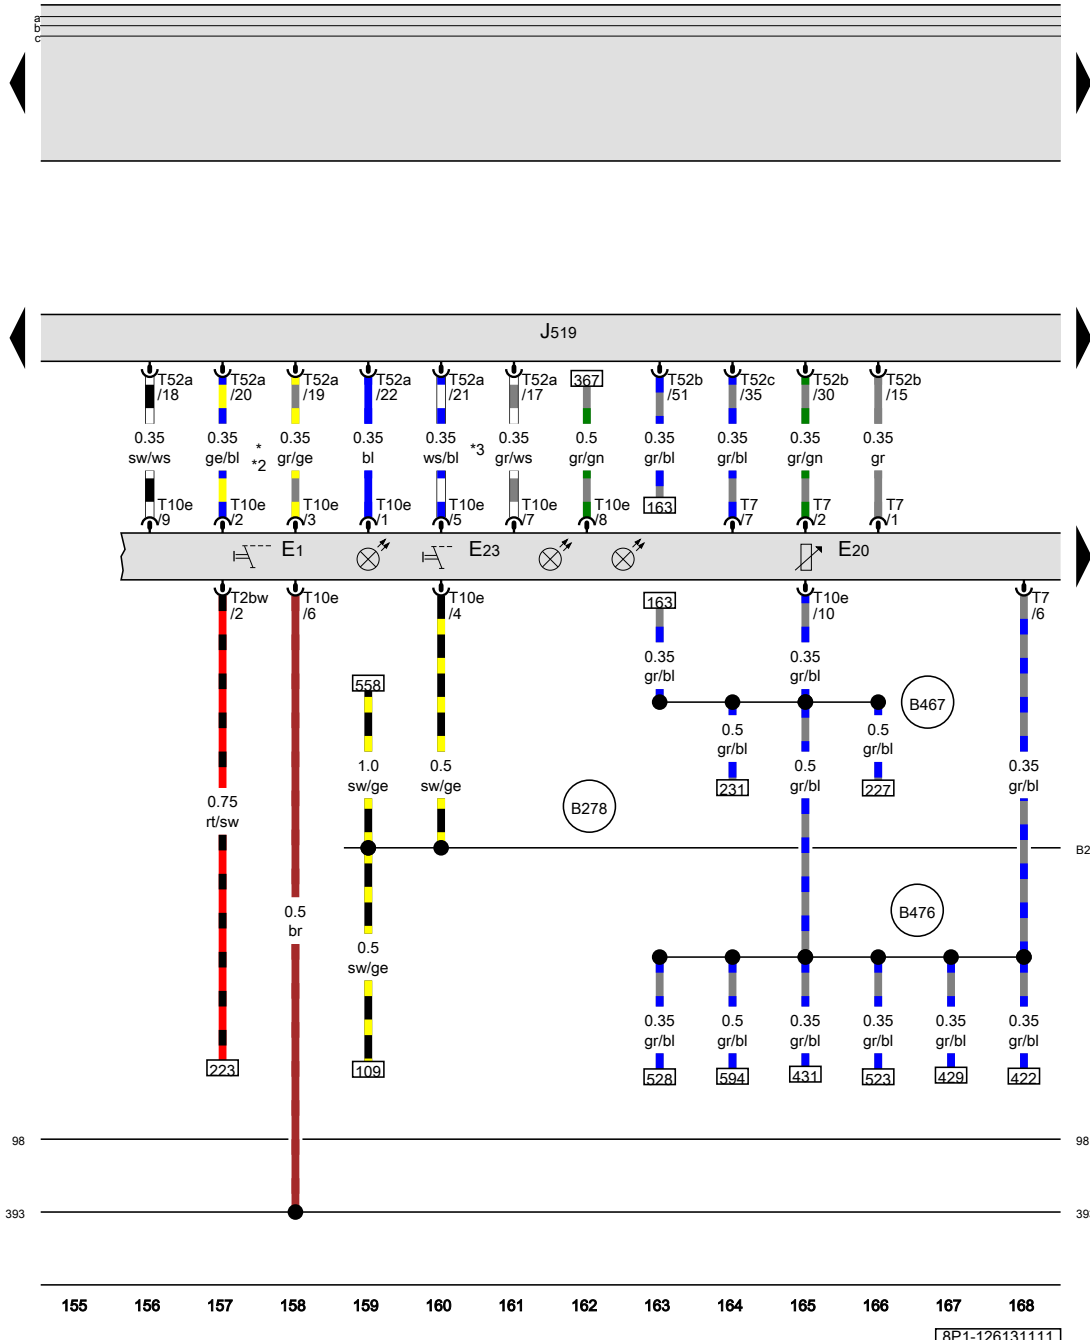 a
b
c
J519
T52a T52a T52a T52a T52a T52a 367 T52b T52c T52b T52b
/18 /20 /19 /22 /21 /17 /51 /35 /30 /15
0.35 0.35 0.35 0.35 0.35 0.35 0.5 0.35 0.35 0.35 0.35
sw/ws ge/bl * gr/ge bl ws/bl *3 gr/ws gr/gn gr/bl gr/bl gr/gn gr
*2
T10e T10e T10e T10e T10e T10e T10e 163 T7 T7 T7
/9 /2 /3 /1 /5 /7 /8 /7 /2 /1
E1 E23 E20
T2bw T10e T10e 163 T10e T7
/2 /6 /4 /10 /6
0.35 0.35
gr/bl gr/bl
558
B467
0.5 0.5
gr/bl gr/bl
1.0 0.5 0.5 0.35
sw/ge sw/ge gr/bl gr/bl
231 227
0.75
rt/sw
B278
B2
0.5
br
B476
0.5
sw/ge
0.35 0.5 0.35 0.35 0.35 0.35
gr/bl gr/bl gr/bl gr/bl gr/bl gr/bl
223 109 528 594 431 523 429 422
98 98
393 39
155 156 157 158 159 160 161 162 163 164 165 166 167 168
8P1-126131111